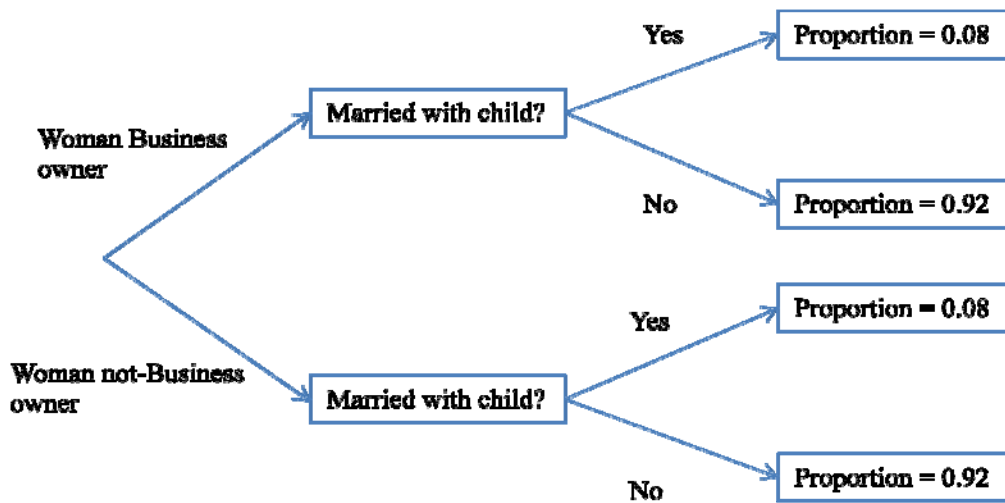 Yes
Proportion = 0.08
Married with child?
Woman Business
owner
No
Proportion = 0.92
Yes
Proportion = 0.08
Woman not-Business
owner
Married with child?
No
Proportion = 0.92